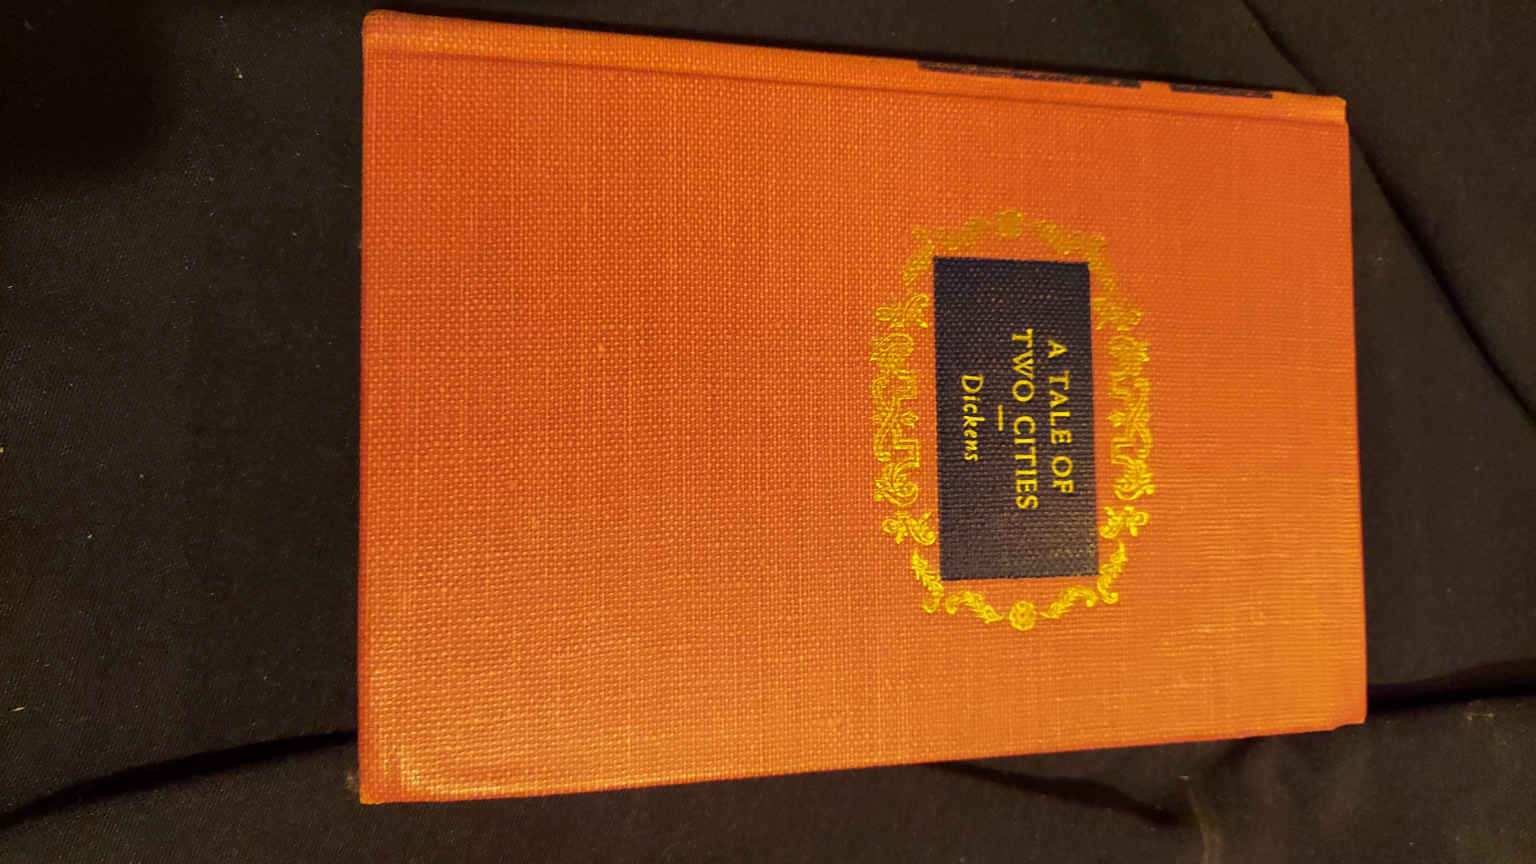 A TALE OF
TWO CITIES
Dickens